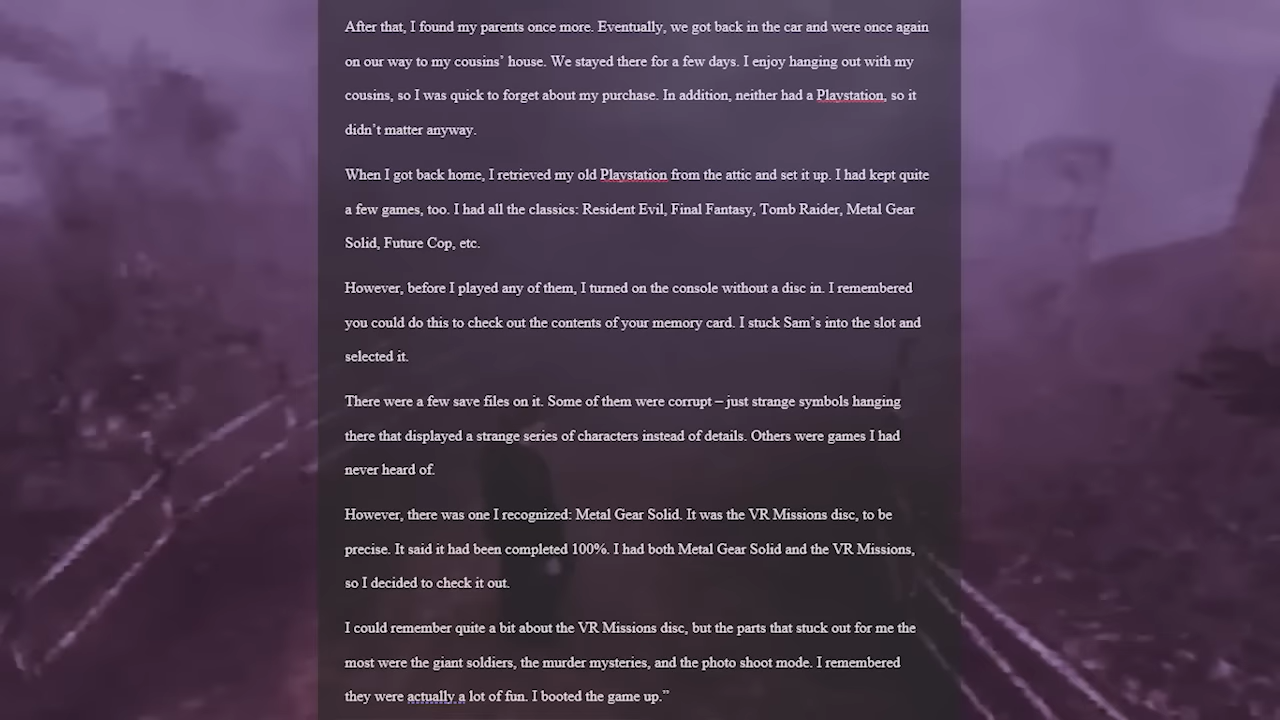 After that, I found my parents once more. Eventually, we got back in the car and were once again
on our way to my cousins’ house. We stayed there for a few days. I enjoy hanging out with my
cousins, so I was quick to forget about my purchase. In addition, neither had a Playstation, so it
didn’t matter anyway.
When I got back home, I retrieved my old Playstation from the attic and set it up. I had kept quite
a few games, too. I had all the classics: Resident Evil, Final Fantasy, Tomb Raider, Metal Gear
Solid, Future Cop, etc.
However, before I played any of them, I turned on the console without a disc in. I remembered
you could do this to check out the contents of your memory card. I stuck Sam’s into the slot and
selected it.
There were a few save files on it. Some of them were corrupt – just strange symbols hanging
there that displayed a strange series of characters instead of details. Others were games I had
never heard of.
However, there was one I recognized: Metal Gear Solid. It was the VR Missions disc, to be
precise. It said it had been completed 100%. I had both Metal Gear Solid and the VR Missions,
so I decided to check it out.
I could remember quite a bit about the VR Missions disc, but the parts that stuck out for me the
most were the giant soldiers, the murder mysteries, and the photo shoot mode. I remembered
they were actually a lot of fun. I booted the game up.”